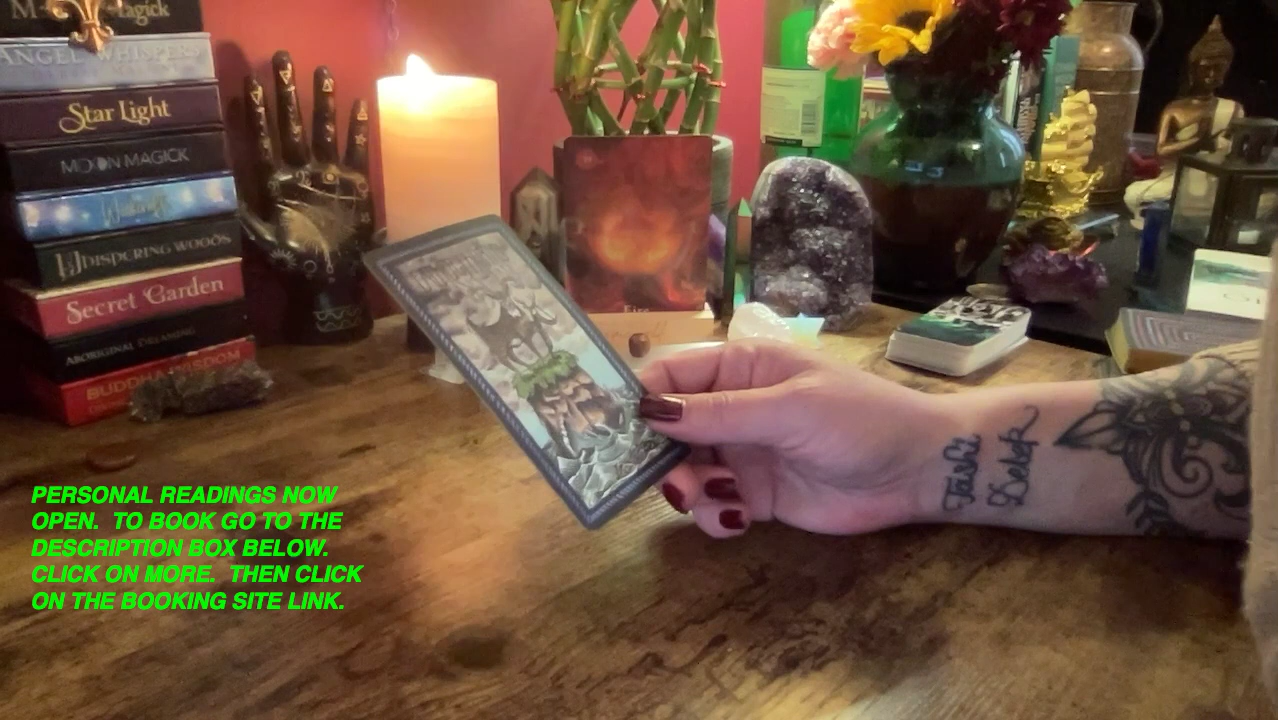 Magick
ANGEL WHISPERS
Star Light
MOON MAGICK
Witchcraft
WHISPERING WOODS
Secret Garden
ABORIGINAL DREAMING
BUDDHA WISDOM
Fire
Tashi
Delek
PERSONAL READINGS NOW
OPEN. TO BOOK GO TO THE
DESCRIPTION BOX BELOW.
CLICK ON MORE. THEN CLICK
ON THE BOOKING SITE LINK.